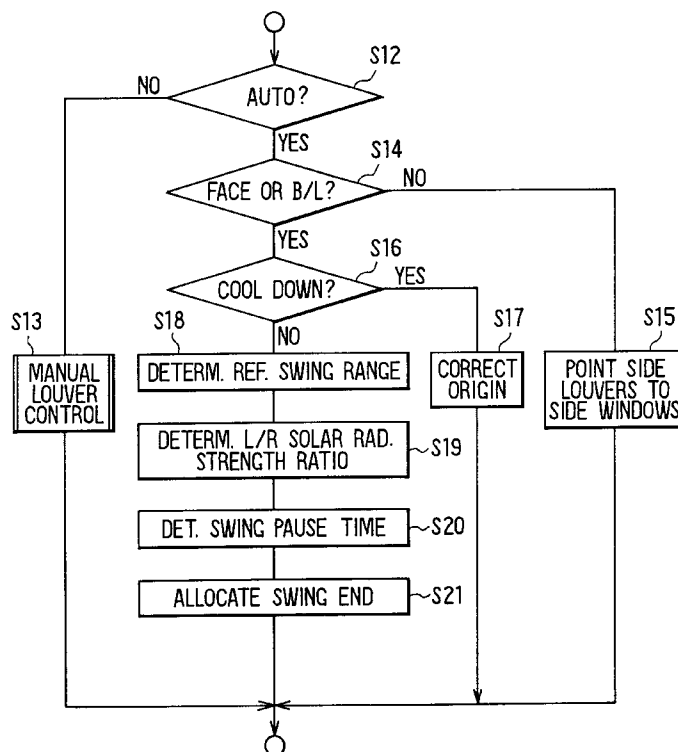 S12
NO
AUTO?
YES
S14
FACE OR B/L?
NO
YES
S16
COOL DOWN?
YES
NO
S13
MANUAL
LOUVER
CONTROL
S18
DETERM. REF. SWING RANGE
S17
CORRECT
ORIGIN
S15
POINT SIDE
LOUVERS TO
SIDE WINDOWS
DETERM. L/R SOLAR RAD.
STRENGTH RATIO
S19
DET. SWING PAUSE TIME
S20
ALLOCATE SWING END
S21